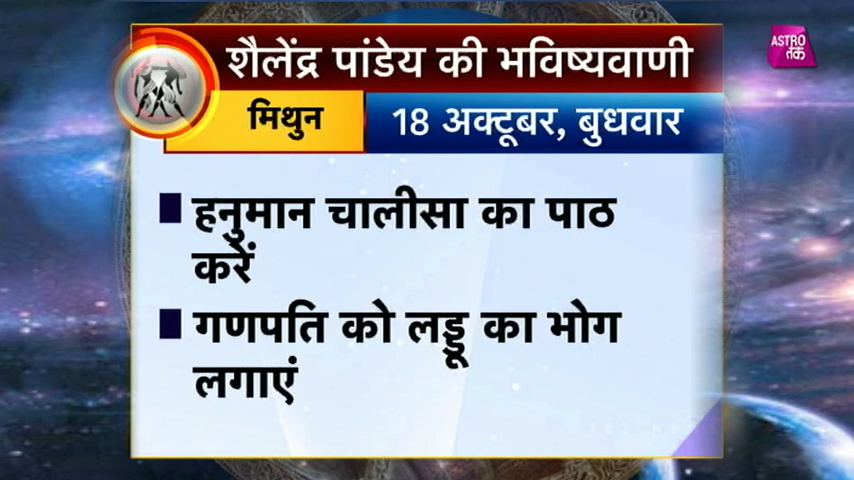 शैलेंद्र पांडेय की भविष्यवाणी
ASTRO
तक
मिथुन
18 अक्टूबर, बुधवार
हनुमान चालीसा का पाठ
करें
गणपति को लड्डू का भोग
लगाएं